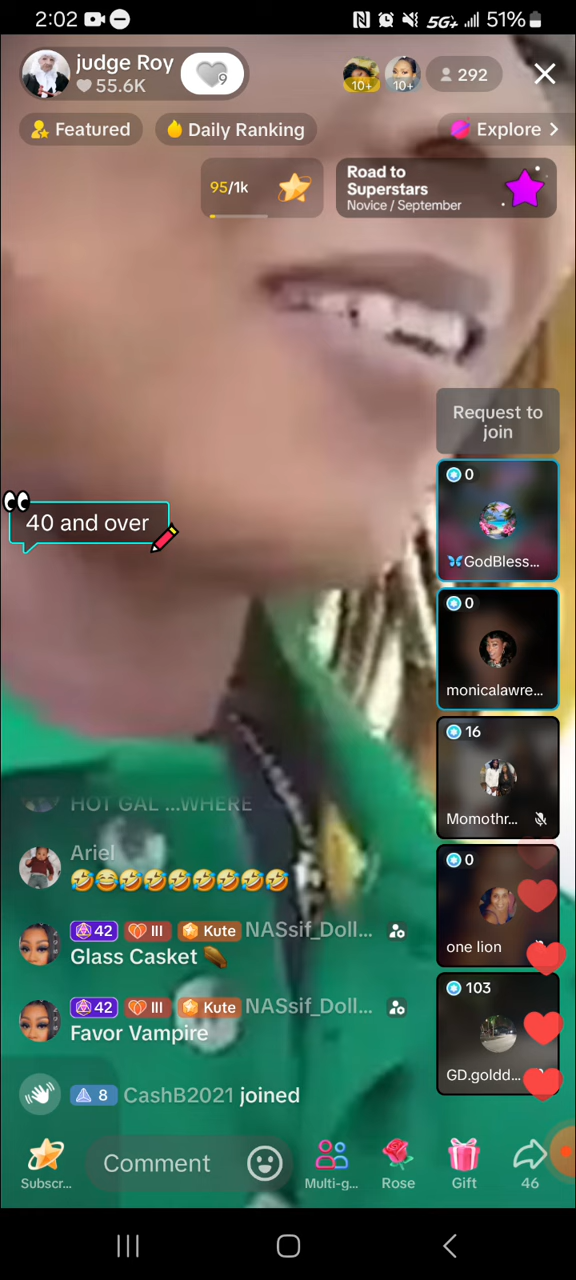 2:02
5G+
51%
judge Roy
55.6K
9
10+
10+
292
Featured
Daily Ranking
Explore
95/1k
Road to
Superstars
Novice / September
Request to
join
0
GodBless...
40 and over
0
monicalawre...
16
Momothr...
HOT GAL ...WHERE
Ariel
0
one lion
42 III Kute NASsif_Doll...
Glass Casket
42 III Kute NASsif_Doll...
Favor Vampire
103
GD.goldd...
8 CashB2021 joined
Subscr...
Comment
Multi-g...
Rose
Gift
46